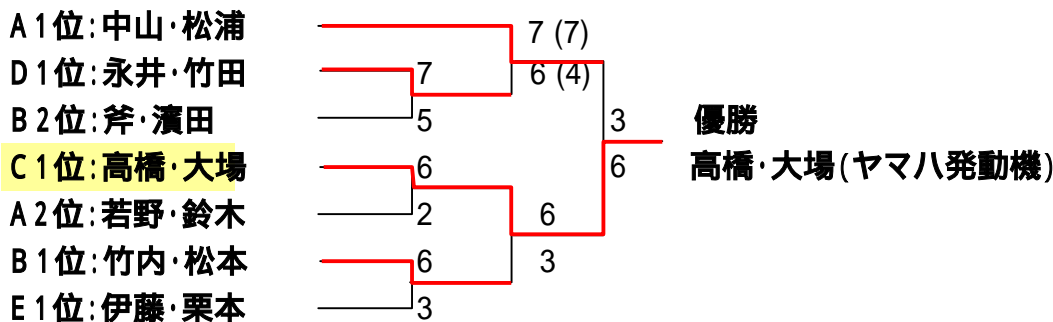 A1位:中山・松浦
7 (7)
D1位:永井・竹田
7
6 (4)
B2位:斧・濱田
5
3
優勝
C1位:高橋・大場
6
6
高橋・大場(ヤマハ発動機)
A2位:若野・鈴木
2
6
B1位:竹内・松本
6
3
E1位:伊藤・栗本
3